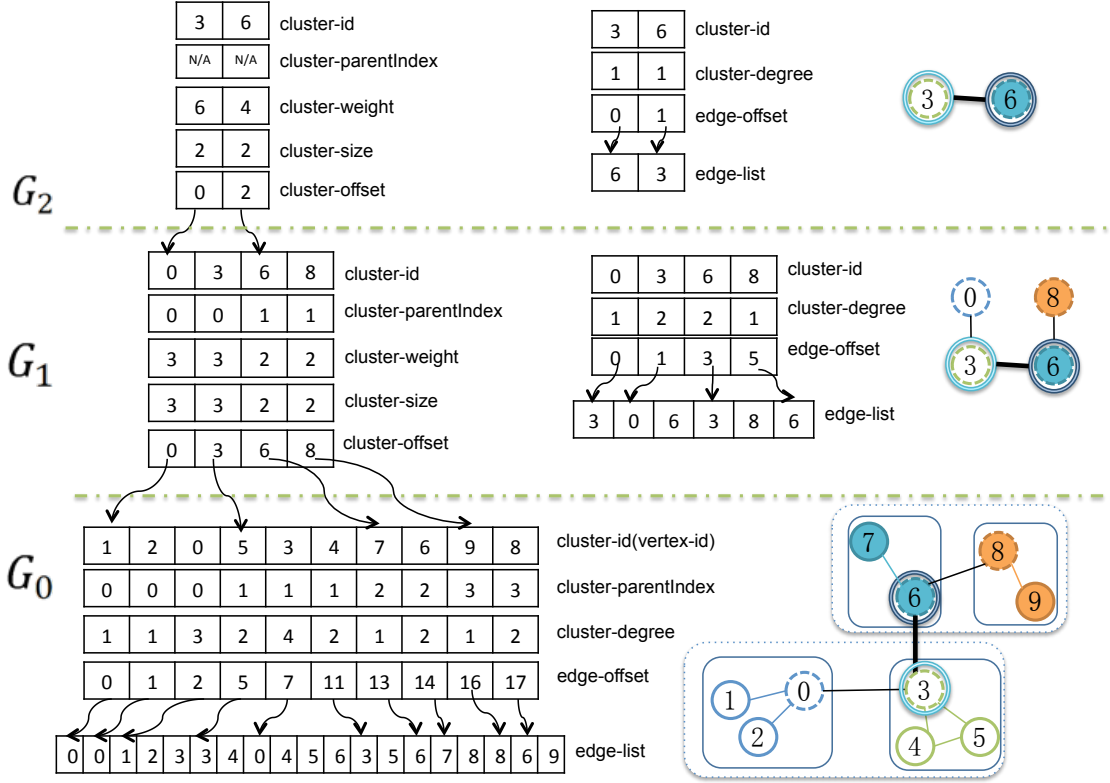 3 6 cluster-id
N/A N/A cluster-parentIndex
6 4 cluster-weight
2 2 cluster-size
0 2 cluster-offset
3 6 cluster-id
1 1 cluster-degree
0 1 edge-offset
6 3 edge-list
3 6
G2
0 3 6 8 cluster-id
0 0 1 1 cluster-parentIndex
3 3 2 2 cluster-weight
3 3 2 2 cluster-size
0 3 6 8 cluster-offset
0 3 6 8 cluster-id
1 2 2 1 cluster-degree
0 1 3 5 edge-offset
3 0 6 3 8 6 edge-list
0 8
3 6
G1
1 2 0 5 3 4 7 6 9 8 cluster-id(vertex-id)
0 0 0 1 1 1 2 2 3 3 cluster-parentIndex
1 1 3 2 4 2 1 2 1 2 cluster-degree
0 1 2 5 7 11 13 14 16 17 edge-offset
0 0 1 2 3 3 4 0 4 5 6 3 5 6 7 8 8 6 9 edge-list
G0
7 8
6 9
1 0 3
2 4 5